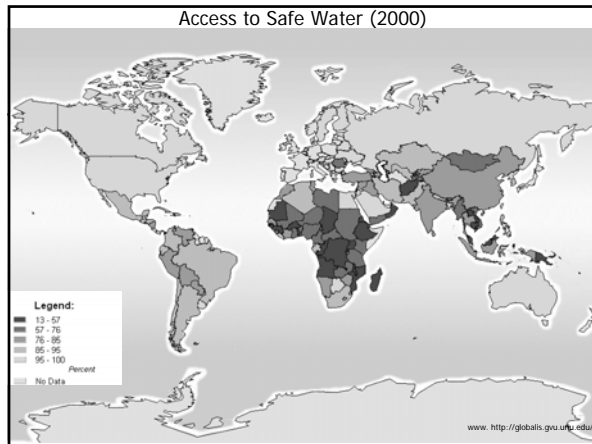 Access to Safe Water (2000)
Legend:
13 - 57
57 - 76
76 - 85
85 - 95
95 - 100
Percent
No Data
www. http://globalis.gvu.unu.edu/